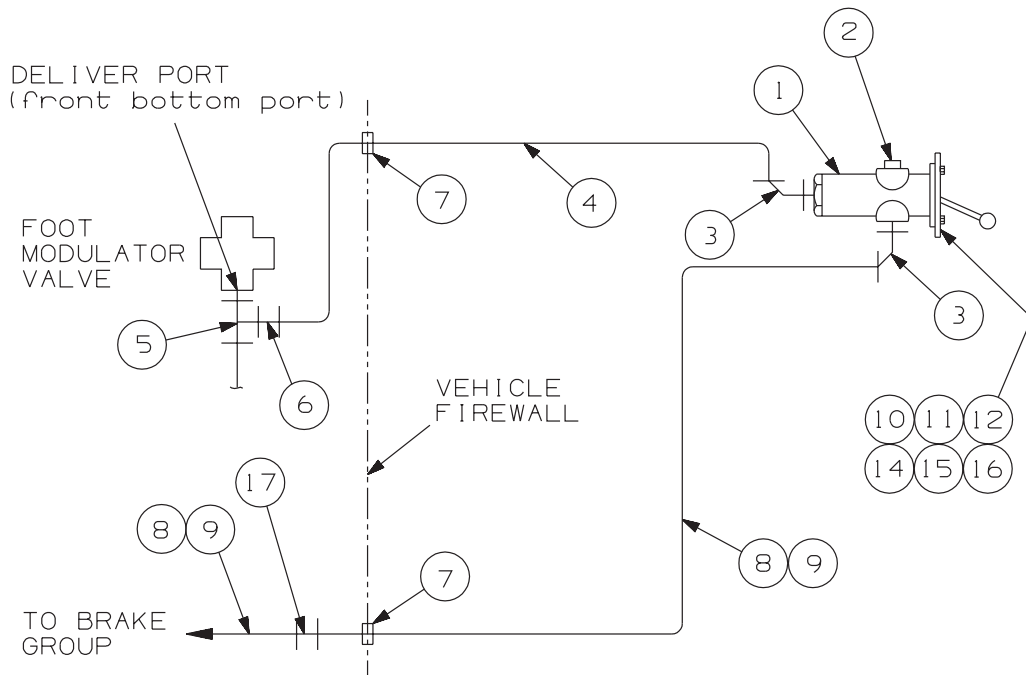 2
DELIVER PORT
(front bottom port)
1
7
4
3
FOOT
MODULATOR
VALVE
5
3
6
VEHICLE
FIREWALL
10 11 12
14 15 16
17
8 9
8 9
7
TO BRAKE
GROUP